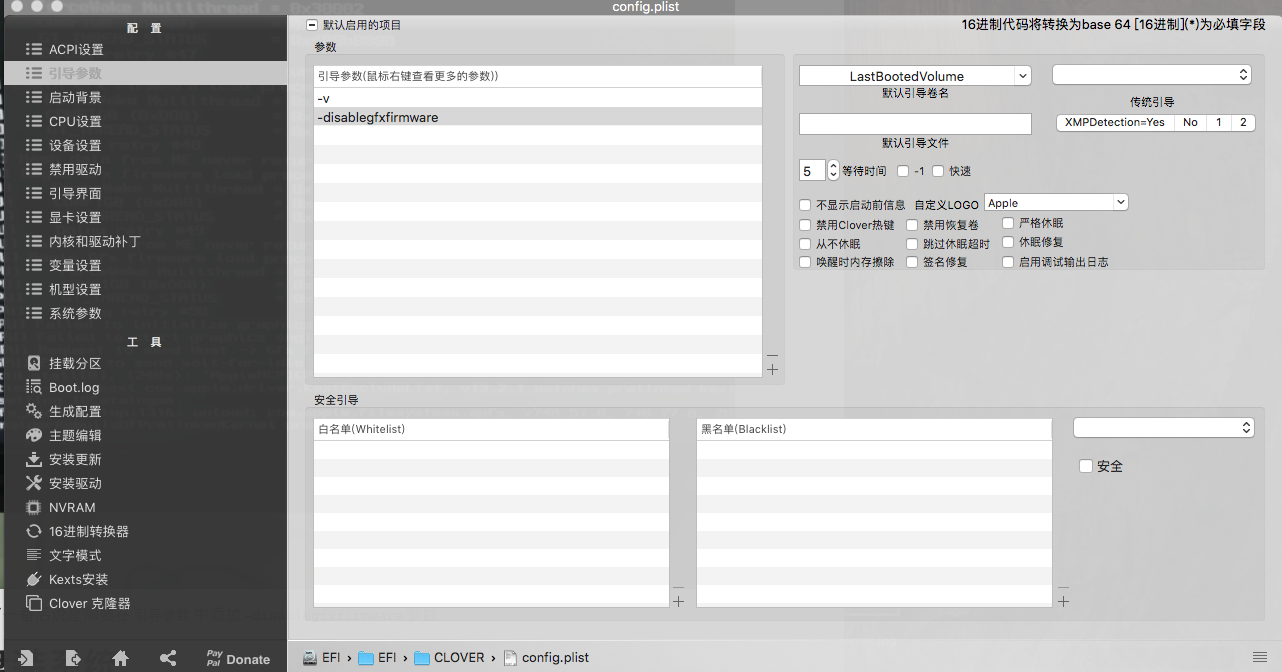 config.plist
配 置
ACPI设置
引导参数
启动背景
CPU设置
设备设置
禁用驱动
引导界面
显卡设置
内核和驱动补丁
变量设置
机型设置
系统参数
工 具
挂载分区
Boot.log
生成配置
主题编辑
安装更新
安装驱动
NVRAM
16进制转换器
文字模式
Kexts安装
Clover 克隆器
Pay
Pal Donate
默认启用的项目
16进制代码将转换为base 64 [16进制](*)为必填字段
参数
引导参数(鼠标右键查看更多的参数))
-v
-disablegfxfirmware
LastBootedVolume
默认引导卷名
默认引导文件
传统引导
XMPDetection=Yes No 1 2
5 等待时间 -1 快速
不显示启动前信息 自定义LOGO Apple
禁用Clover热键 禁用恢复卷 严格休眠
从不休眠 跳过休眠超时 休眠修复
唤醒时内存擦除 签名修复 启用调试输出日志
安全引导
白名单(Whitelist)
黑名单(Blacklist)
安全
EFI › EFI › CLOVER › config.plist